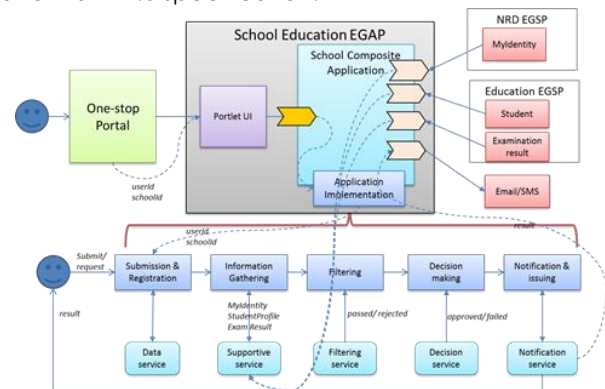 School Education EGAP
NRD EGSP
MyIdentity
School Composite
Application
One-stop
Portal
Portlet UI
Education EGSP
Student
Examination
result
Application
Implementation
Email/SMS
userId
schoolId
userId
schoolId
result
Submit/
request
Submission &
Registration
Information
Gathering
Filtering
Decision
making
Notification &
issuing
result
MyIdentity
StudentProfile
Exam Result
passed/ rejected
approved/ failed
Data
service
Supportive
service
Filtering
service
Decision
service
Notification
service